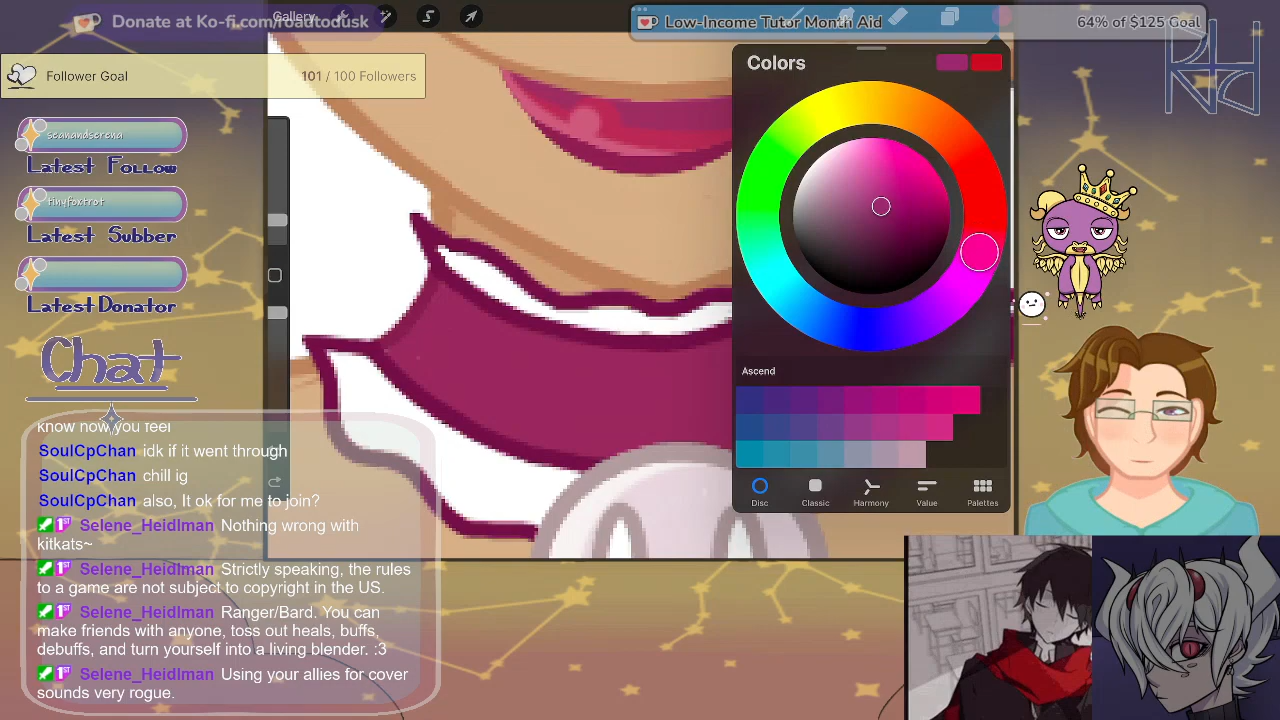 Donate at Ko-fi.com/roadtodusk
Gallery
Low-Income Tutor Month Aid
64% of $125 Goal
Follower Goal
101 / 100 Followers
Colors
seanandserena
Latest Follow
tinyfoxtrot
Latest Subber
Latest Donator
Chat
know now you feel
SoulCpChan idk if it went through
SoulCpChan chill ig
SoulCpChan also, It ok for me to join?
Selene_Heidlman Nothing wrong with
kitkats~
Selene_Heidlman Strictly speaking, the rules
to a game are not subject to copyright in the US.
Selene_Heidlman Ranger/Bard. You can
make friends with anyone, toss out heals, buffs,
debuffs, and turn yourself into a living blender. :3
Selene_Heidlman Using your allies for cover
sounds very rogue.
Ascend
Disc
Classic
Harmony
Value
Palettes